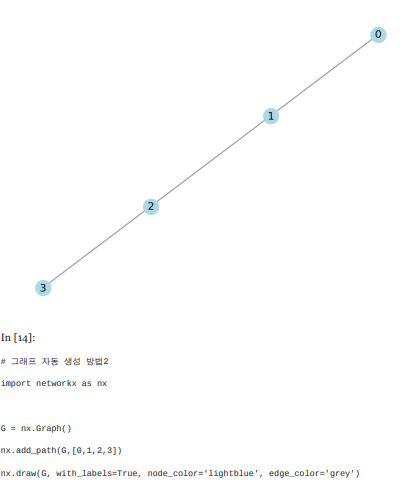 0
1
2
3
In [14]:
# 그래프 자동 생성 방법2
import networkx as nx
G = nx.Graph()
nx.add_path(G,[0,1,2,3])
nx.draw(G, with_labels=True, node_color='lightblue', edge_color='grey')